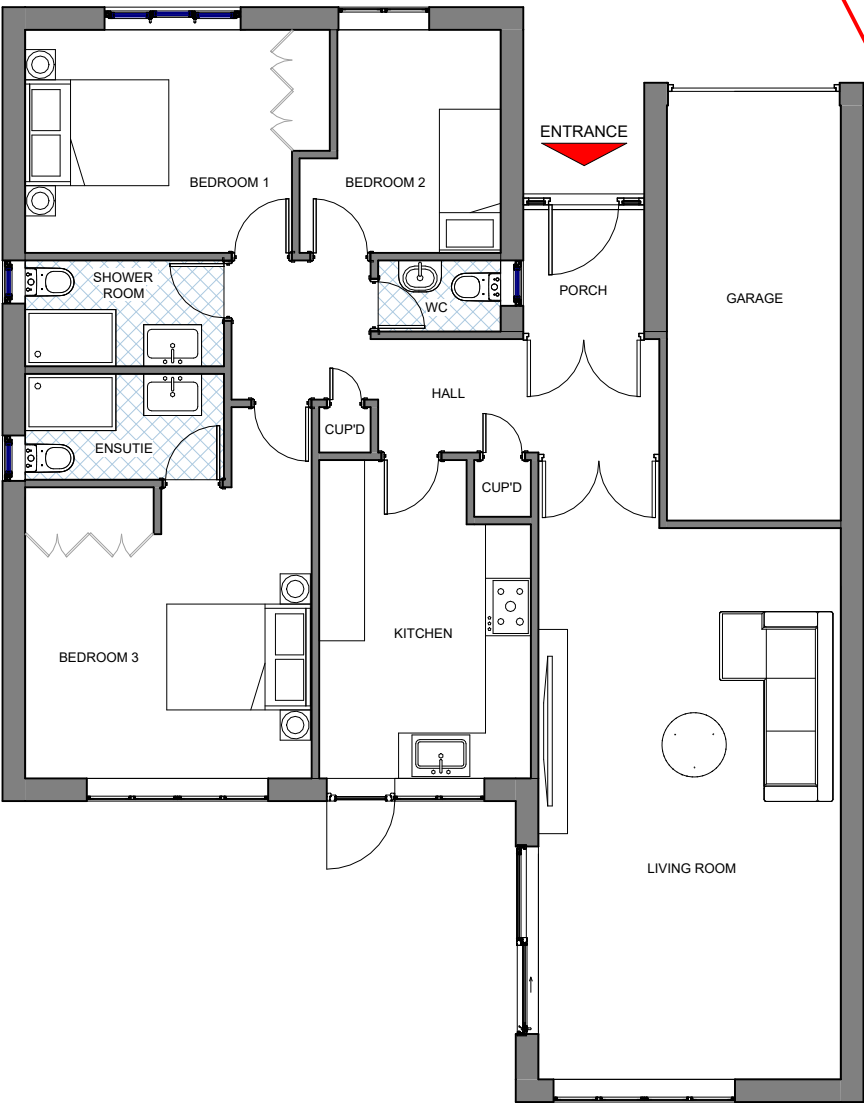 ENTRANCE
BEDROOM 1
BEDROOM 2
SHOWER
ROOM
WC
PORCH
GARAGE
HALL
CUP'D
ENSUTIE
CUP'D
KITCHEN
BEDROOM 3
LIVING ROOM